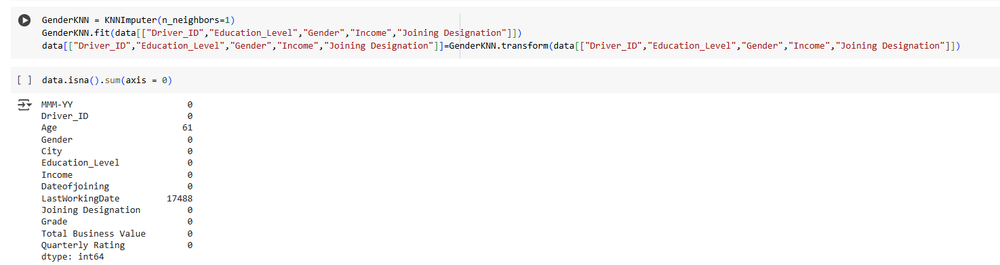 GenderKNN = KNNImputer(n_neighbors=1)
GenderKNN.fit(data[["Driver_ID","Education_Level","Gender","Income","Joining Designation"]])
data[["Driver_ID","Education_Level","Gender","Income","Joining Designation"]]=GenderKNN.transform(data[["Driver_ID","Education_Level","Gender","Income","Joining Designation"]])
[ ] data.isna().sum(axis = 0)
MMM-YY 0
Driver_ID 0
Age 61
Gender 0
City 0
Education_Level 0
Income 0
Dateofjoining 0
LastWorkingDate 17488
Joining Designation 0
Grade 0
Total Business Value 0
Quarterly Rating 0
dtype: int64